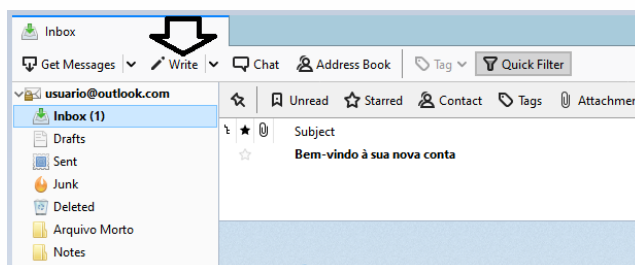 Inbox
Get Messages Write Chat Address Book Tag Quick Filter
usuario@outlook.com
Unread Starred Contact Tags
Inbox (1)
Subject
Drafts
Bem-vindo à sua nova conta
Sent
Junk
Deleted
Arquivo Morto
Notes